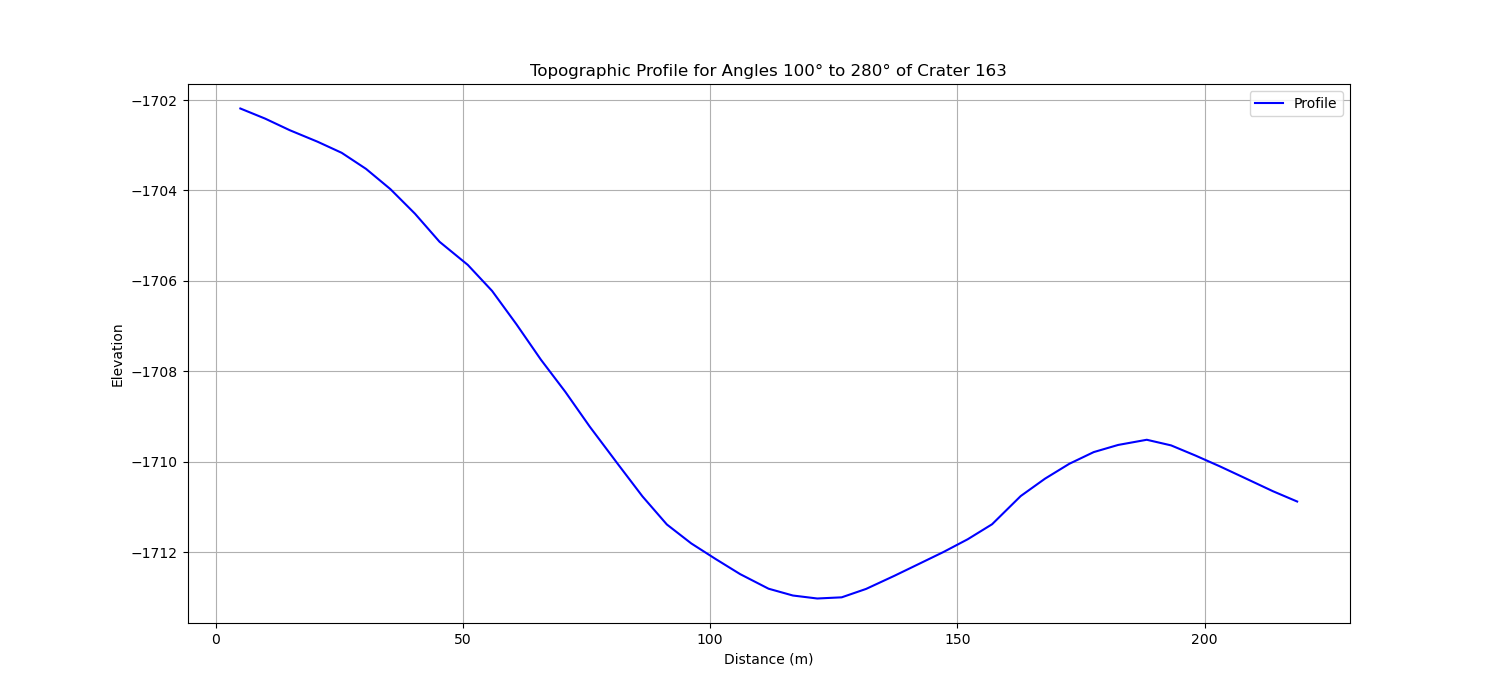 Topographic Profile for Angles 100° to 280° of Crater 163
Profile
−1702
−1704
−1706
−1708
−1710
−1712
Elevation
0 50 100 150 200
Distance (m)